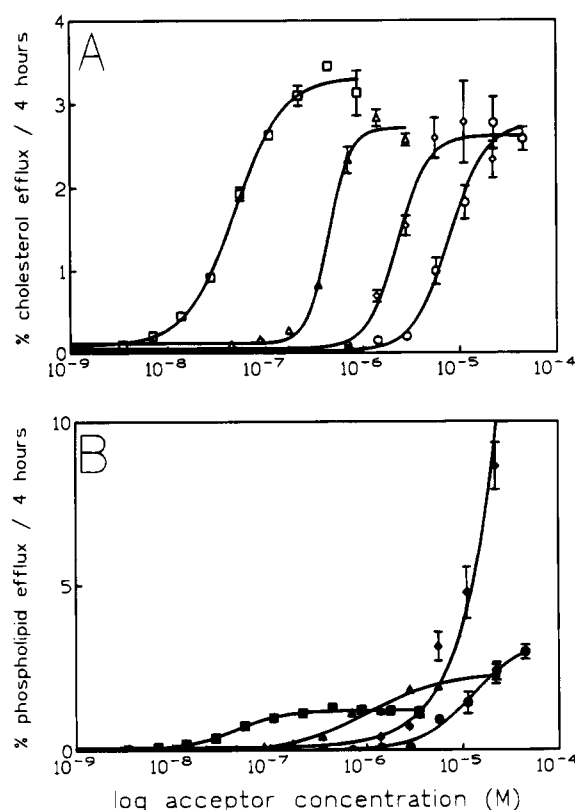 A
% cholesterol efflux / 4 hours
4
3
2
1
0
10-9 10-8 10-7 10-6 10-5 10-4
B
% phospholipid efflux / 4 hours
10
5
0
10-9 10-8 10-7 10-6 10-5 10-4
log acceptor concentration (M)